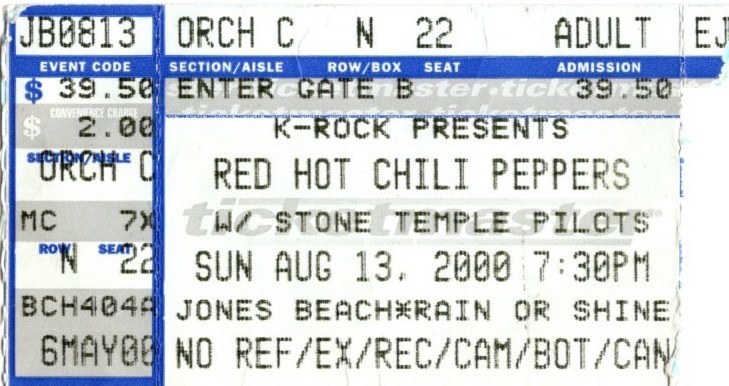 JB0813 ORCH C N 22 ADULT EJ
EVENT CODE SECTION/AISLE ROW/BOX SEAT ADMISSION
$ 39.50 ENTER GATE B 39.50
CONVENIENCE CHARGE
$ 2.00 K-ROCK PRESENTS
SECTION/AISLE
ORCH C RED HOT CHILI PEPPERS
MC 7X W/ STONE TEMPLE PILOTS
ticketmaster
ROW SEAT
N 22 SUN AUG 13, 2000 7:30PM
BCH404A JONES BEACH*RAIN OR SHINE
6MAY00 NO REF/EX/REC/CAM/BOT/CAN